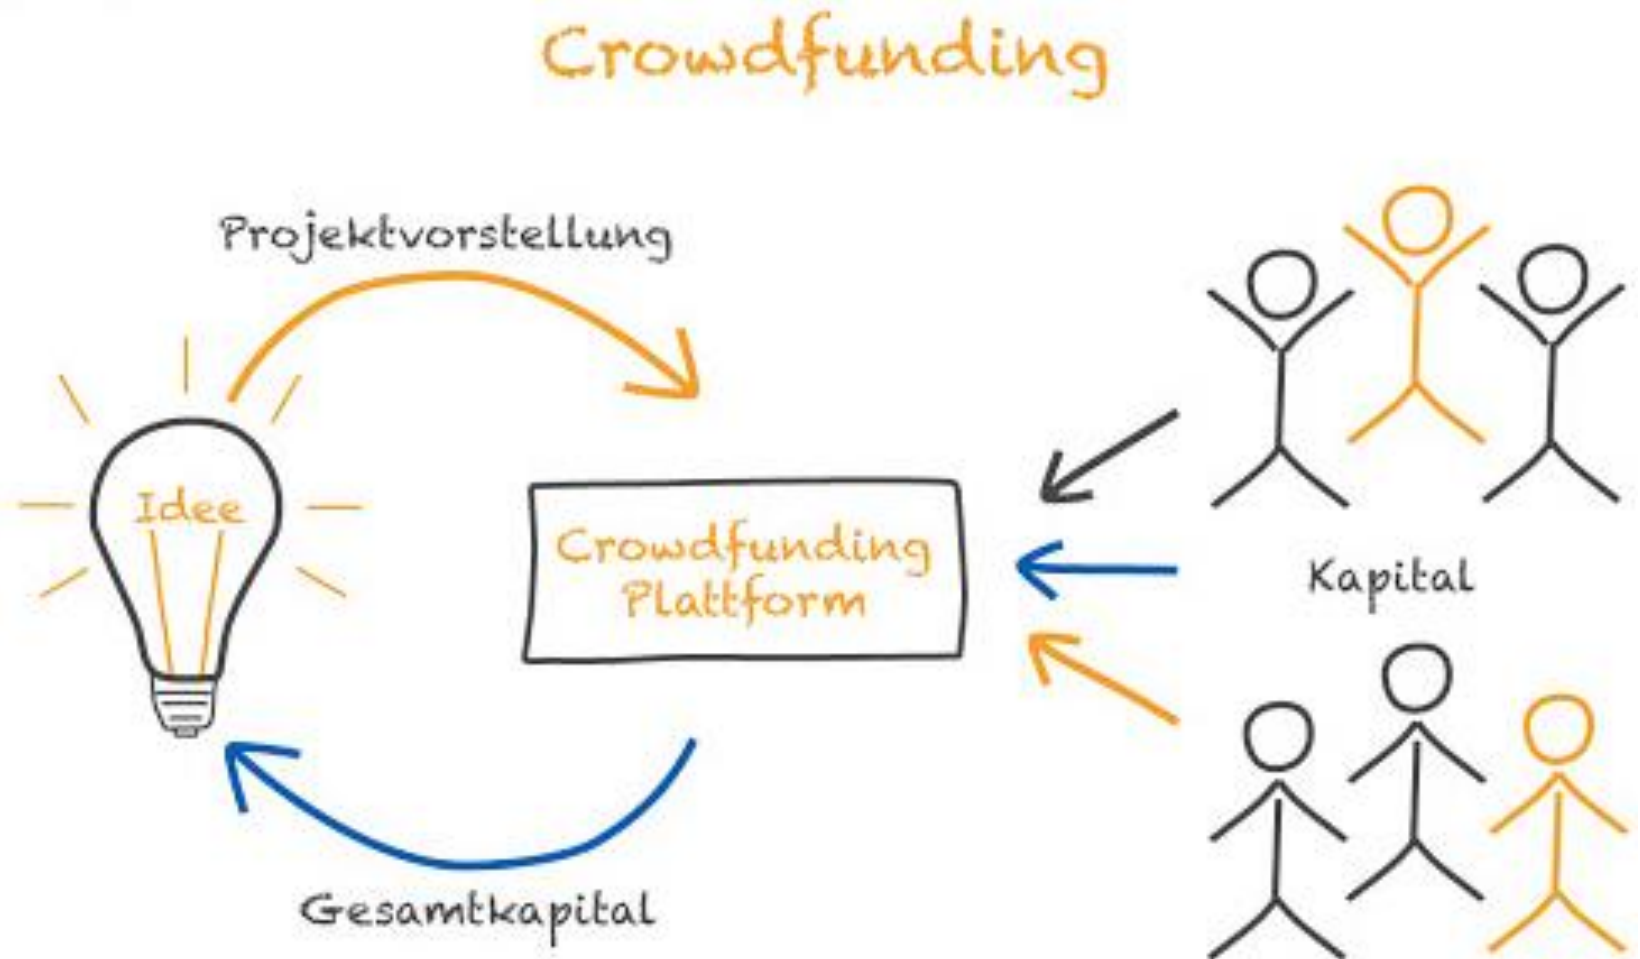 Crowdfunding
Projektvorstellung
Idee
Crowdfunding
Plattform
Kapital
Gesamtkapital